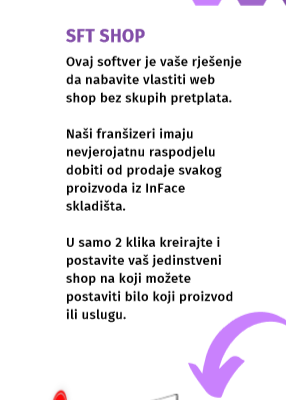 SFT SHOP
Ovaj softver je vaše rješenje
da nabavite vlastiti web
shop bez skupih pretplata.
Naši franšizeri imaju
nevjerojatnu raspodjelu
dobiti od prodaje svakog
proizvoda iz InFace
skladišta.
U samo 2 klika kreirajte i
postavite vaš jedinstveni
shop na koji možete
postaviti bilo koji proizvod
ili uslugu.